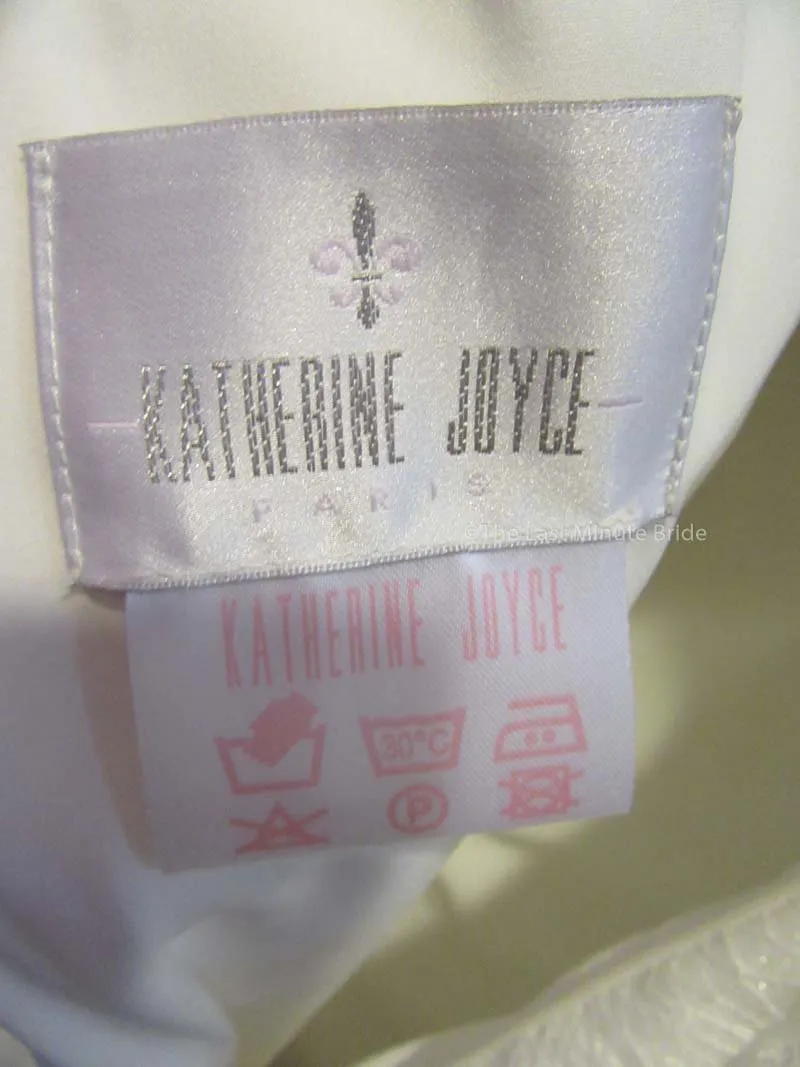 KATHERINE JOYCE
PARIS
©The Last Minute Bride
KATHERINE JOYCE
30°C
P